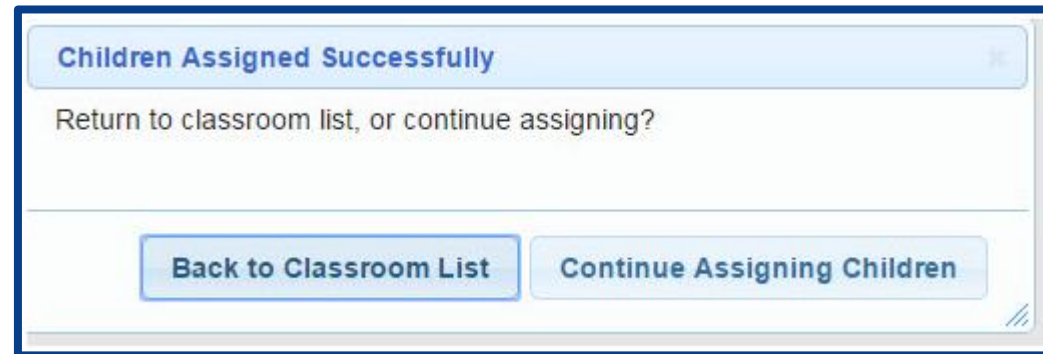 Children Assigned Successfully
Return to classroom list, or continue assigning?
Back to Classroom List
Continue Assigning Children